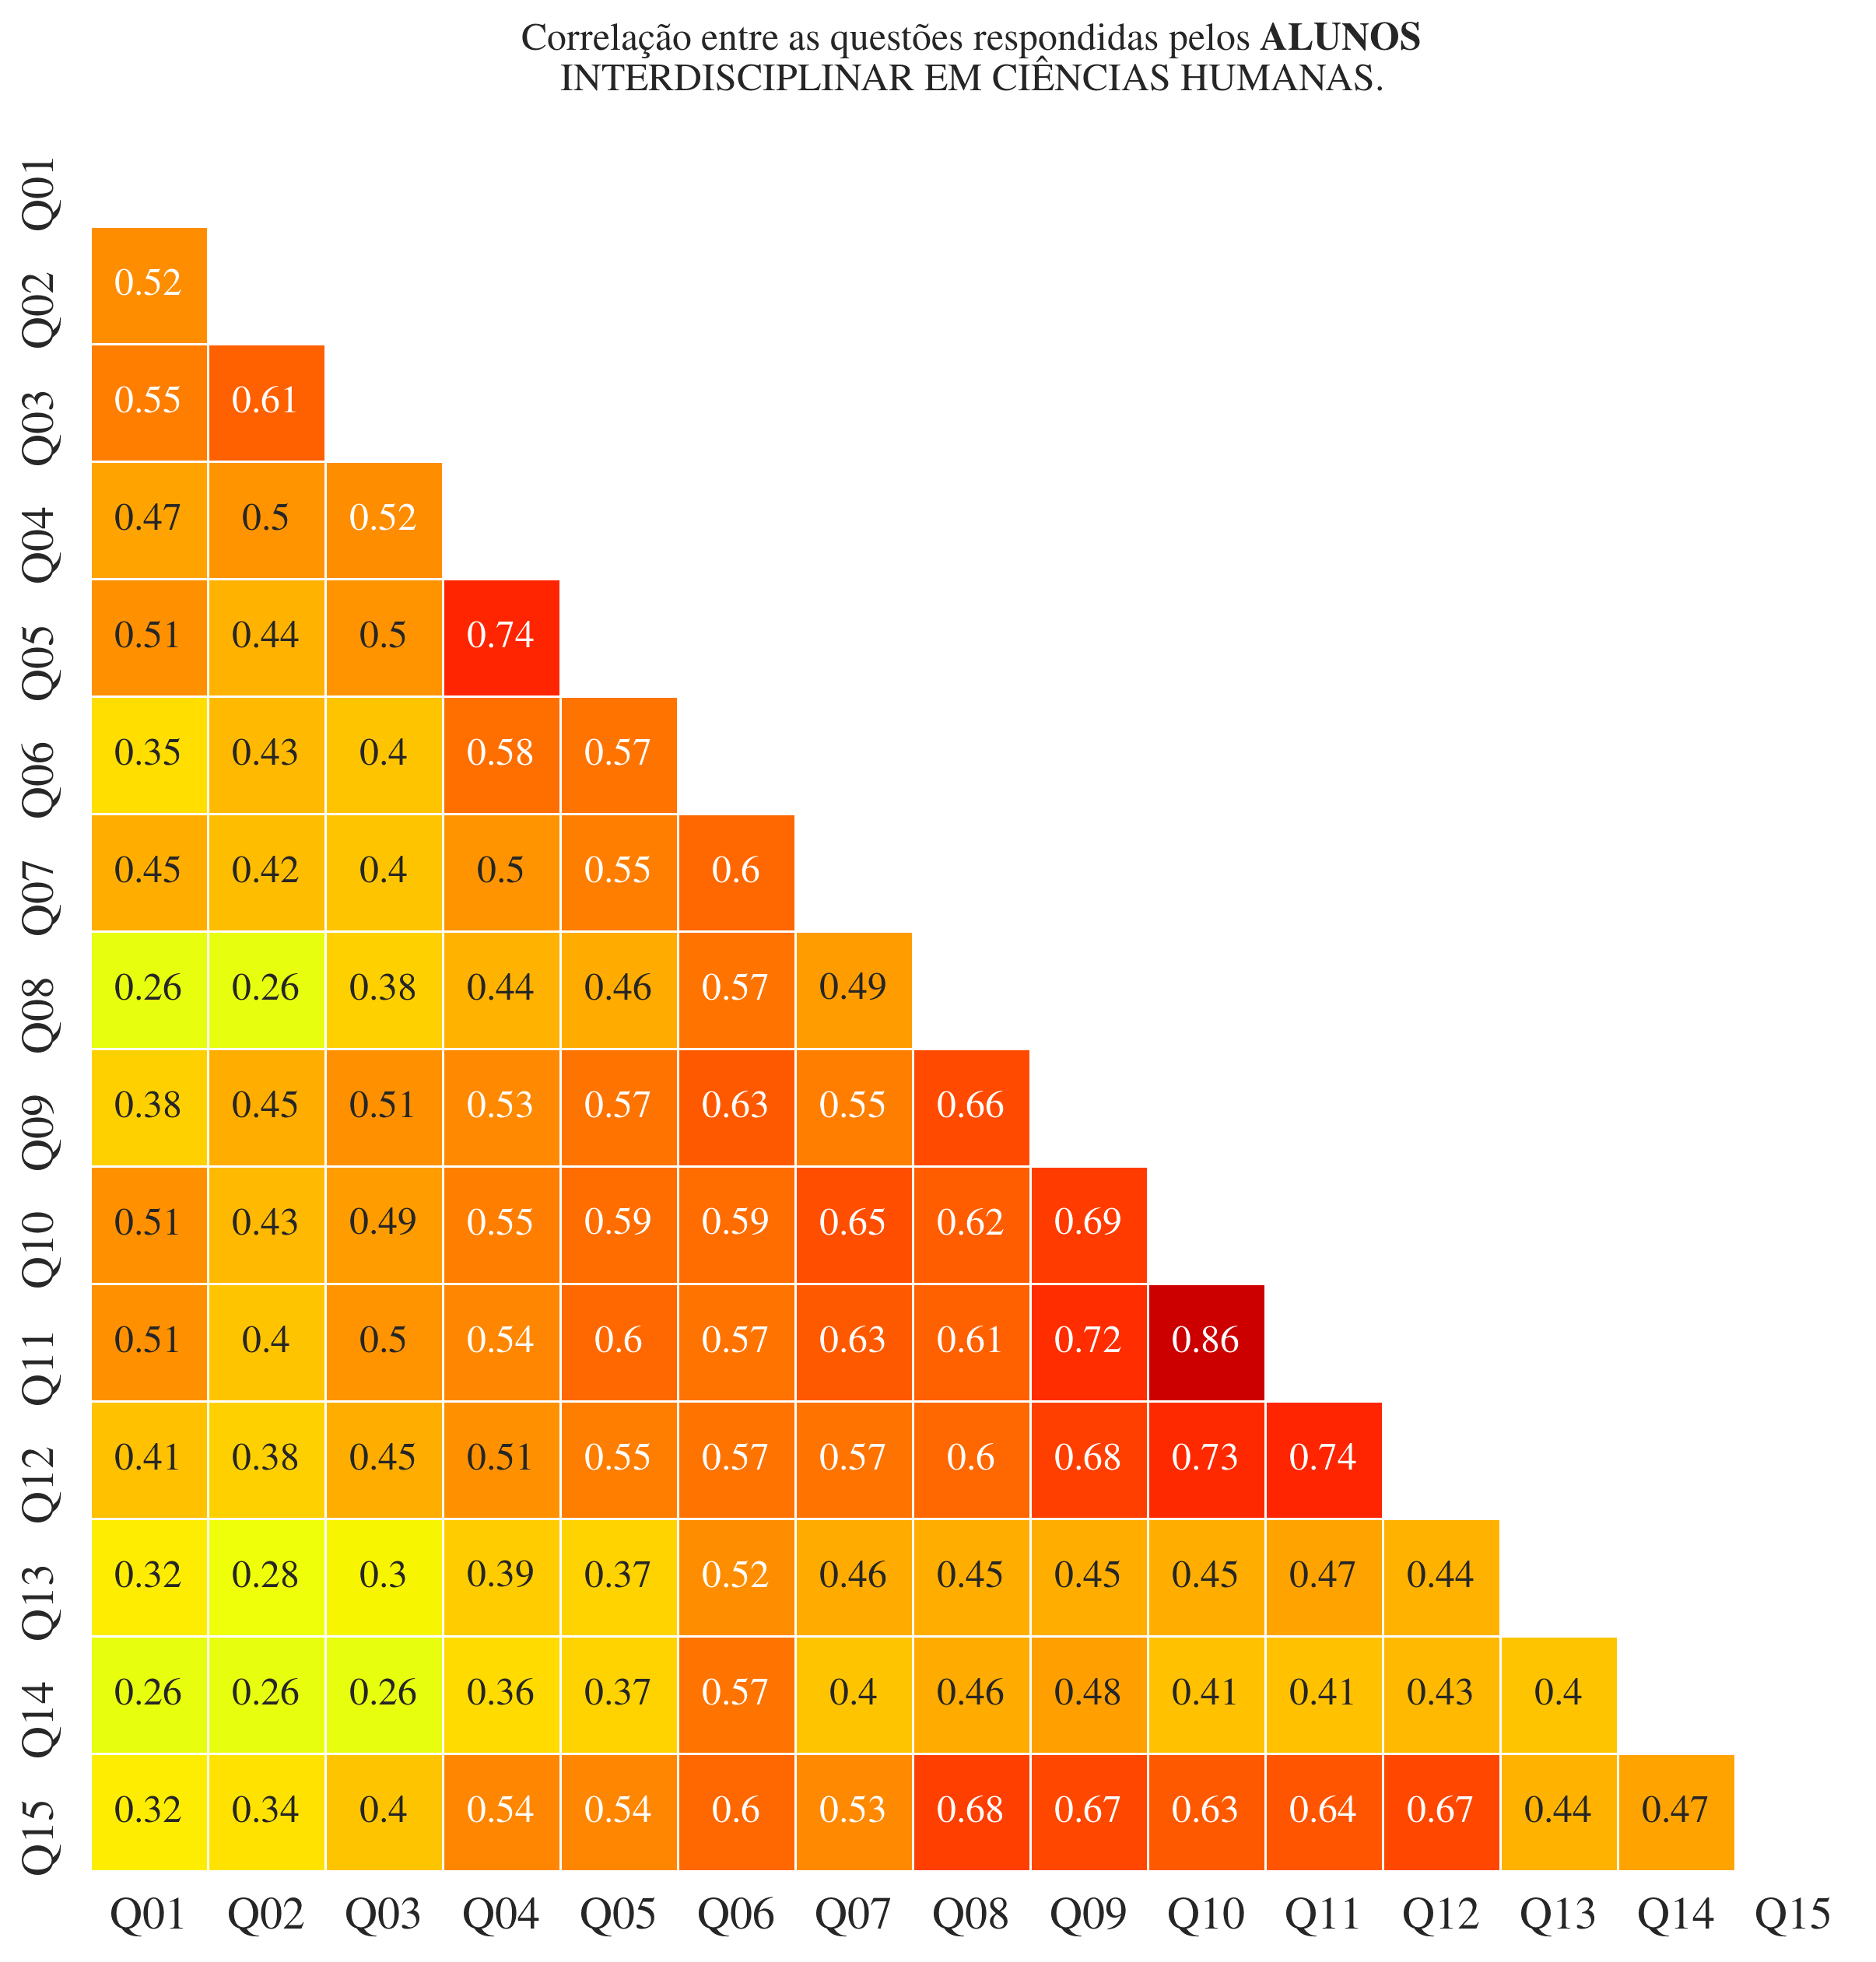 Correlação entre as questões respondidas pelos ALUNOS
INTERDISCIPLINAR EM CIÊNCIAS HUMANAS.
Q01
Q02 0.52
Q03 0.55 0.61
Q04 0.47 0.5 0.52
Q05 0.51 0.44 0.5 0.74
Q06 0.35 0.43 0.4 0.58 0.57
Q07 0.45 0.42 0.4 0.5 0.55 0.6
Q08 0.26 0.26 0.38 0.44 0.46 0.57 0.49
Q09 0.38 0.45 0.51 0.53 0.57 0.63 0.55 0.66
Q10 0.51 0.43 0.49 0.55 0.59 0.59 0.65 0.62 0.69
Q11 0.51 0.4 0.5 0.54 0.6 0.57 0.63 0.61 0.72 0.86
Q12 0.41 0.38 0.45 0.51 0.55 0.57 0.57 0.6 0.68 0.73 0.74
Q13 0.32 0.28 0.3 0.39 0.37 0.52 0.46 0.45 0.45 0.45 0.47 0.44
Q14 0.26 0.26 0.26 0.36 0.37 0.57 0.4 0.46 0.48 0.41 0.41 0.43 0.4
Q15 0.32 0.34 0.4 0.54 0.54 0.6 0.53 0.68 0.67 0.63 0.64 0.67 0.44 0.47
Q01 Q02 Q03 Q04 Q05 Q06 Q07 Q08 Q09 Q10 Q11 Q12 Q13 Q14 Q15